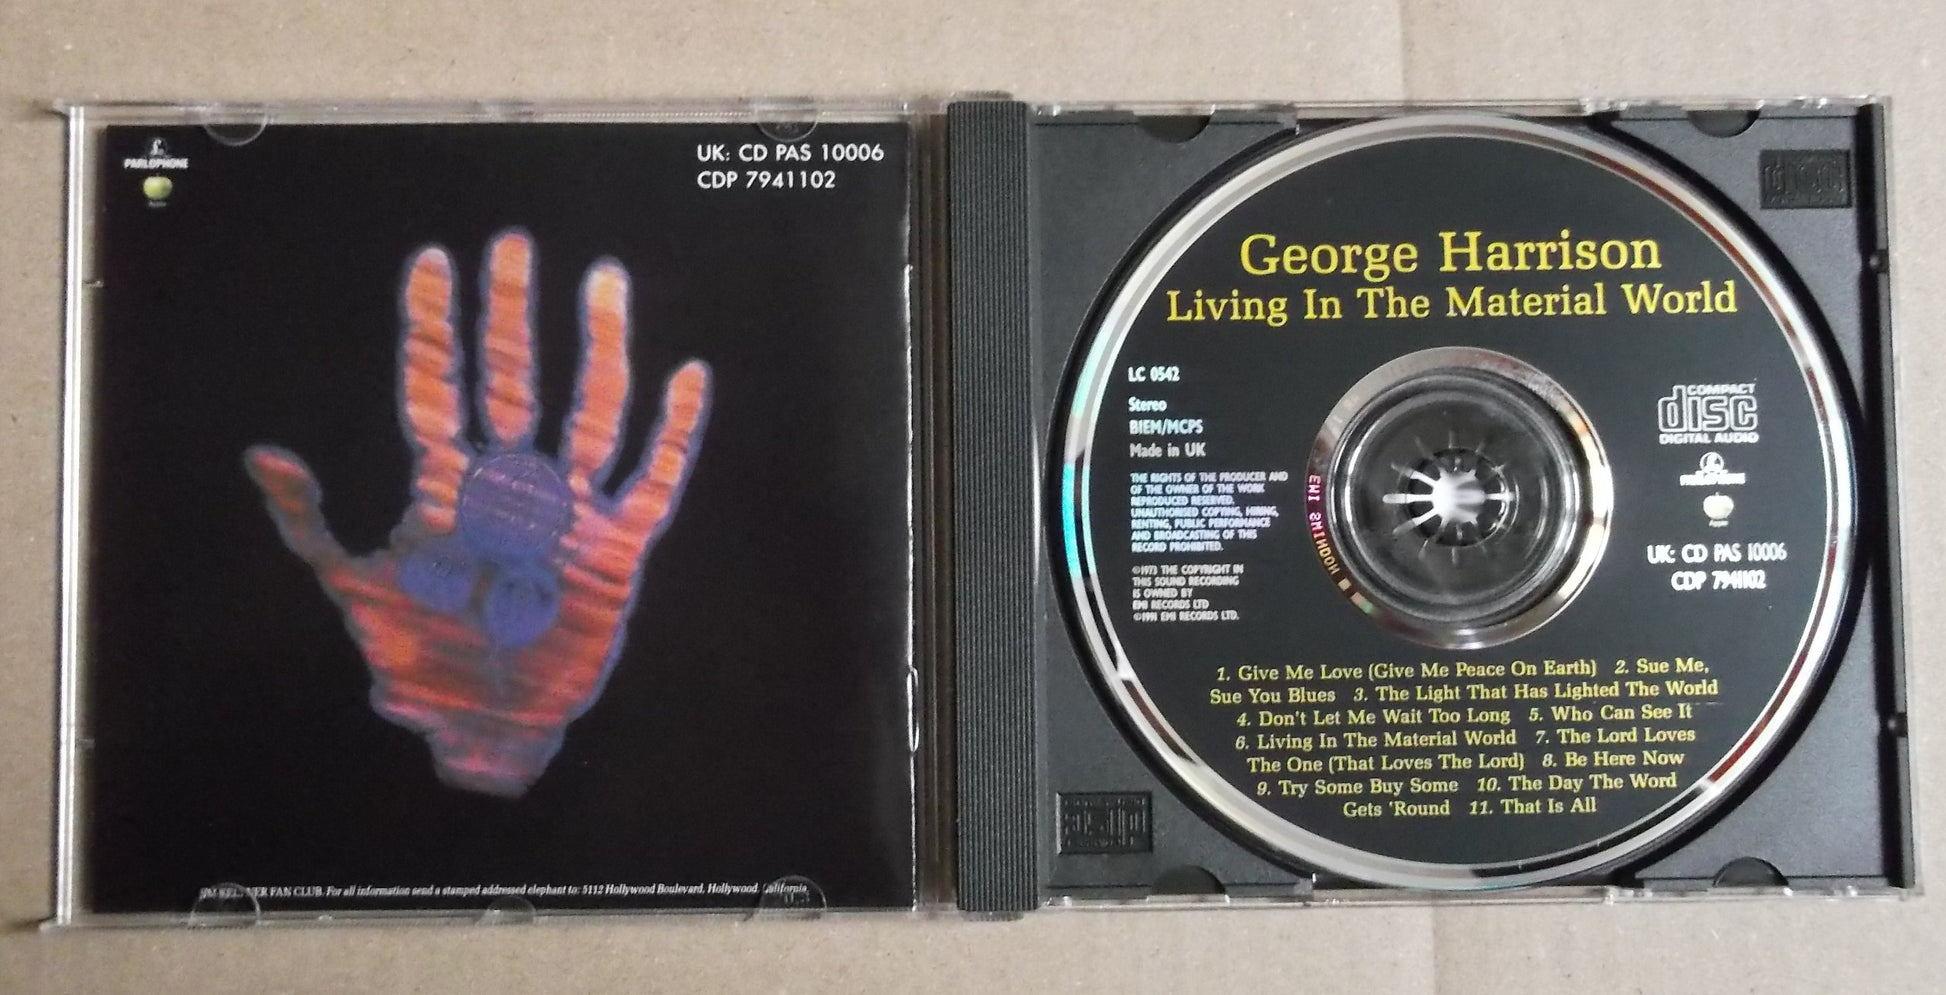 PARLOPHONE
Apple
UK: CD PAS 10006
CDP 7941102
FAN CLUB. For all information send a stamped addressed elephant to: 5112 Hollywood Boulevard, Hollywood, California.
George Harrison
Living In The Material World
LC 0542
Stereo
BIEM/MCPS
Made in UK
THE RIGHTS OF THE PRODUCER AND
OF THE OWNER OF THE WORK
REPRODUCED RESERVED.
UNAUTHORISED COPYING, HIRING,
RENTING, PUBLIC PERFORMANCE
AND BROADCASTING OF THIS
RECORD PROHIBITED.
℗1973 THE COPYRIGHT IN
THIS SOUND RECORDING
IS OWNED BY
EMI RECORDS LTD
©1991 EMI RECORDS LTD.
EMI SWINDON
COMPACT
disc
DIGITAL AUDIO
PARLOPHONE
Apple
UK: CD PAS 10006
CDP 7941102
1. Give Me Love (Give Me Peace On Earth) 2. Sue Me,
Sue You Blues 3. The Light That Has Lighted The World
4. Don't Let Me Wait Too Long 5. Who Can See It
6. Living In The Material World 7. The Lord Loves
The One (That Loves The Lord) 8. Be Here Now
9. Try Some Buy Some 10. The Day The Word
Gets 'Round 11. That Is All
disc
disc